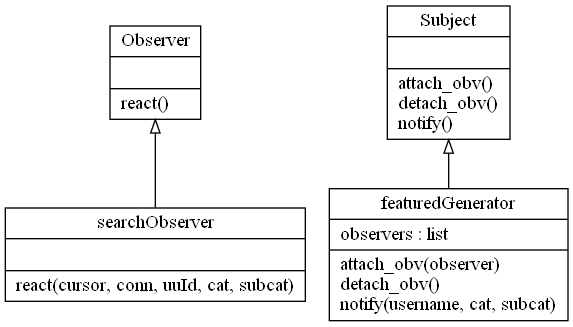 Observer
react()
searchObserver
react(cursor, conn, uuId, cat, subcat)
Subject
attach_obv()
detach_obv()
notify()
featuredGenerator
observers : list
attach_obv(observer)
detach_obv()
notify(username, cat, subcat)